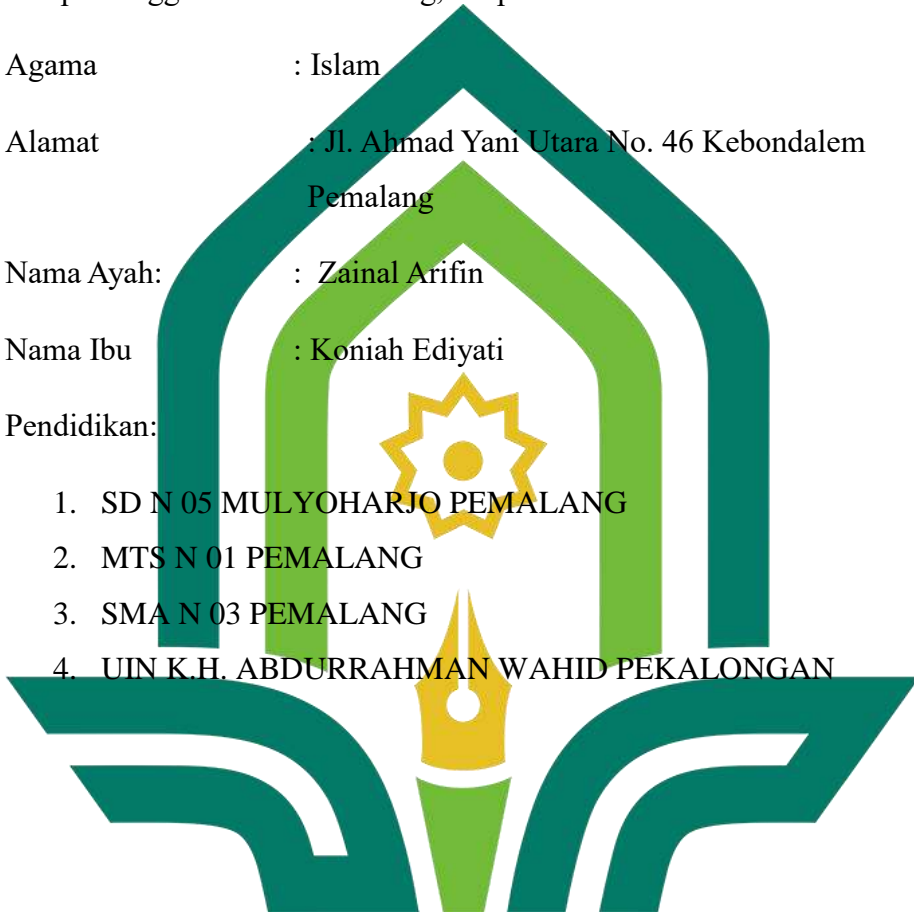 Agama : Islam
Alamat : Jl. Ahmad Yani Utara No. 46 Kebondalem
Pemalang
Nama Ayah: : Zainal Arifin
Nama Ibu : Koniah Ediyati
Pendidikan:
1. SD N 05 MULYOHARJO PEMALANG
2. MTS N 01 PEMALANG
3. SMA N 03 PEMALANG
4. UIN K.H. ABDURRAHMAN WAHID PEKALONGAN